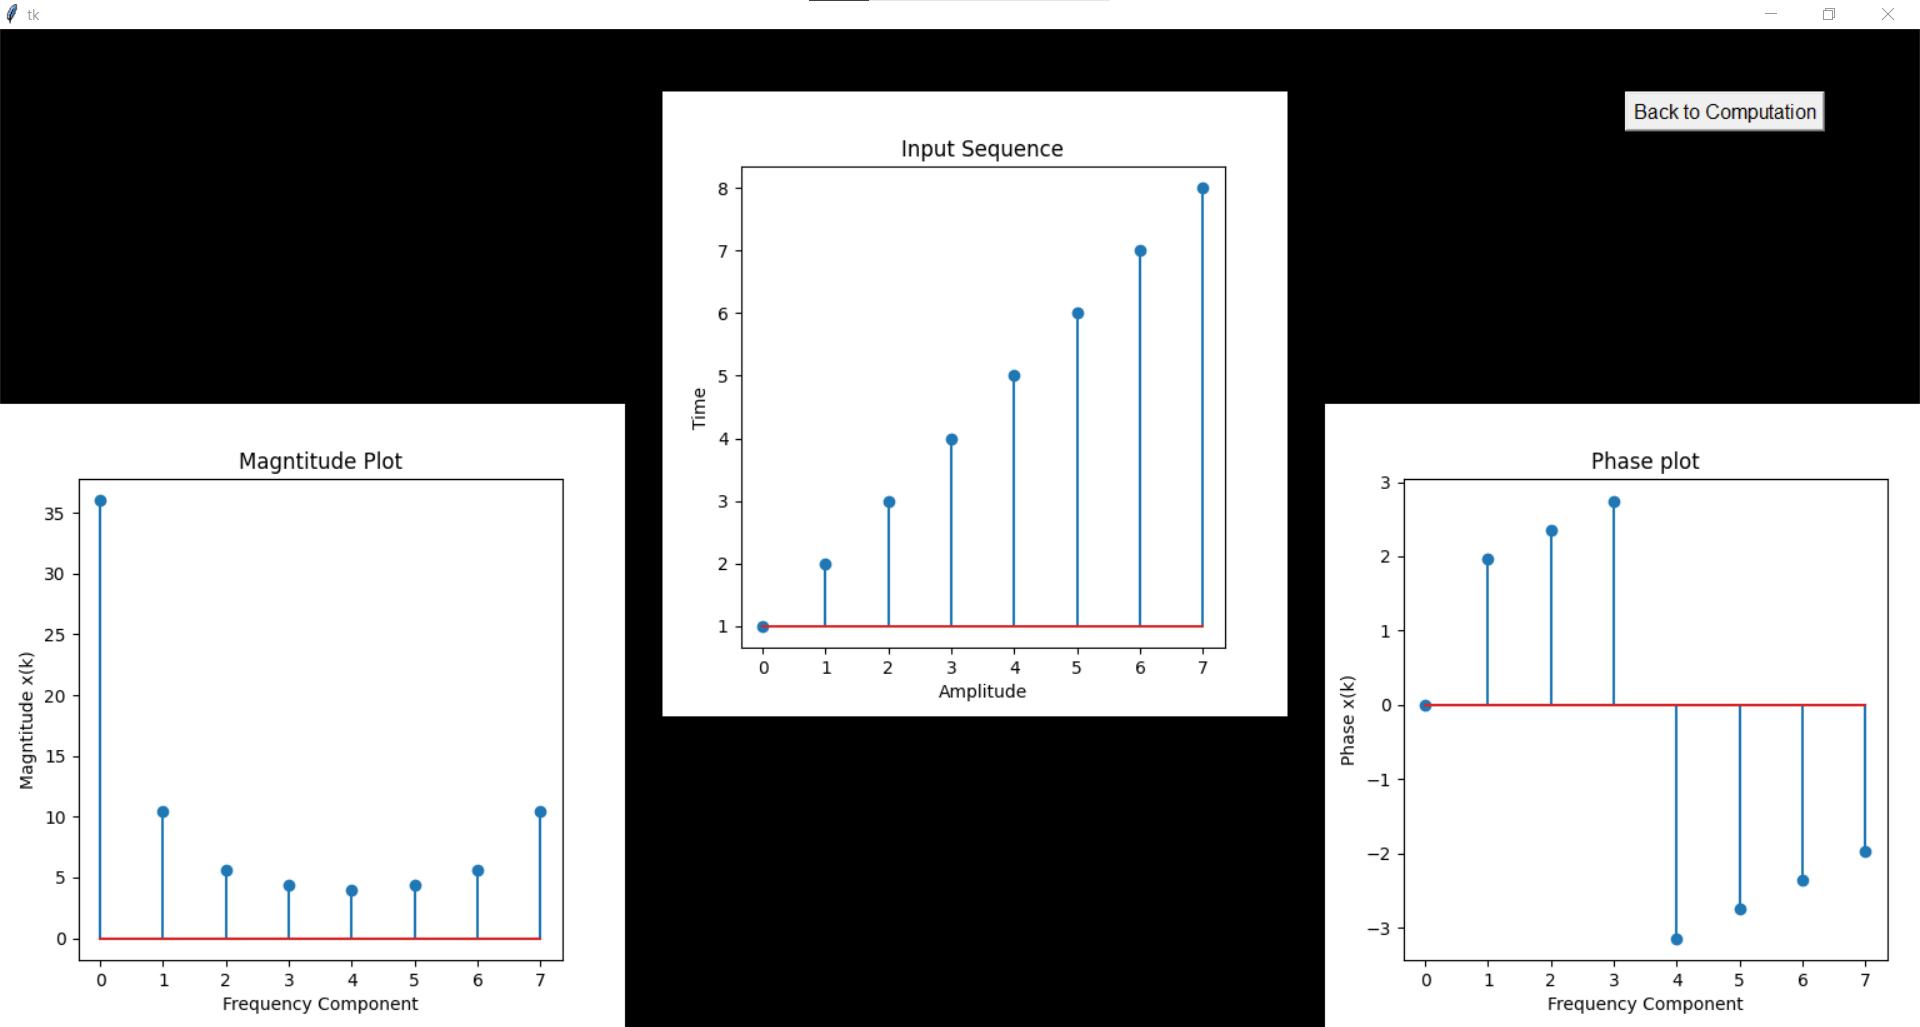 tk
Back to Computation
Input Sequence
8
7
6
5
4
3
2
1
Time
0 1 2 3 4 5 6 7
Amplitude
Magntitude Plot
35
30
25
20
15
10
5
0
Magntitude x(k)
0 1 2 3 4 5 6 7
Frequency Component
Phase plot
3
2
1
0
−1
−2
−3
Phase x(k)
0 1 2 3 4 5 6 7
Frequency Component